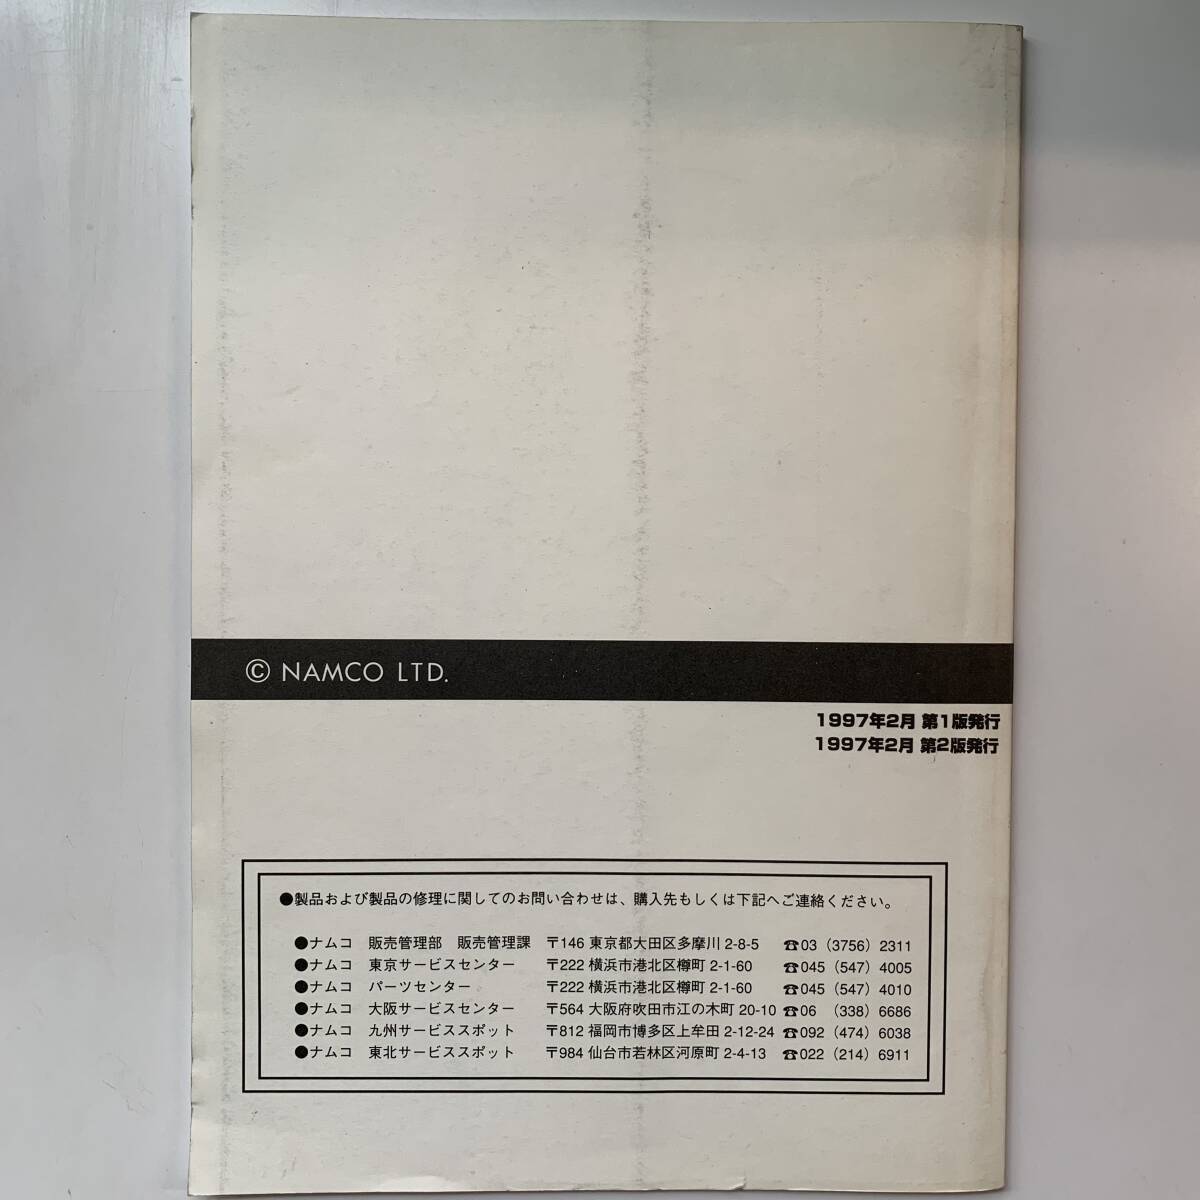 © NAMCO LTD.
1997年2月 第1版発行
1997年2月 第2版発行
●製品および製品の修理に関してのお問い合わせは、購入先もしくは下記へご連絡ください。
●ナムコ 販売管理部 販売管理課 〒146 東京都大田区多摩川 2-8-5 ☎03 (3756) 2311
●ナムコ 東京サービスセンター 〒222 横浜市港北区樽町 2-1-60 ☎045 (547) 4005
●ナムコ パーツセンター 〒222 横浜市港北区樽町 2-1-60 ☎045 (547) 4010
●ナムコ 大阪サービスセンター 〒564 大阪府吹田市江の木町 20-10 ☎06 (338) 6686
●ナムコ 九州サービススポット 〒812 福岡市博多区上牟田 2-12-24 ☎092 (474) 6038
●ナムコ 東北サービススポット 〒984 仙台市若林区河原町 2-4-13 ☎022 (214) 6911